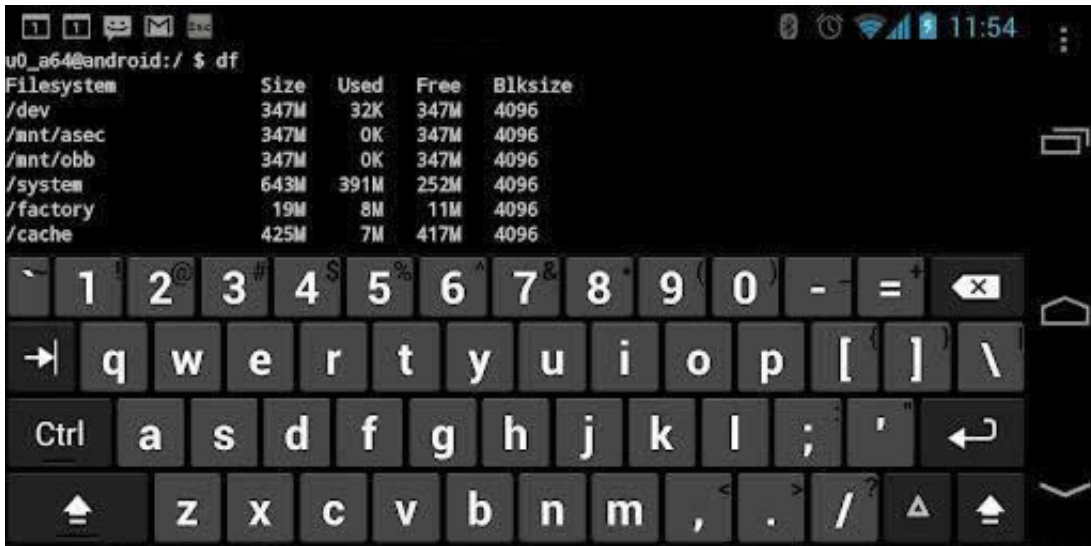 1 1 11:54
u0_a64@android:/ $ df
Filesystem Size Used Free Blksize
/dev 347M 32K 347M 4096
/mnt/asec 347M 0K 347M 4096
/mnt/obb 347M 0K 347M 4096
/system 643M 391M 252M 4096
/factory 19M 8M 11M 4096
/cache 425M 7M 417M 4096
` ~ 1 ! 2 @ 3 # 4 $ 5 % 6 ^ 7 & 8 * 9 ( 0 ) - _ = +
q w e r t y u i o p [ { ] } \ |
Ctrl a s d f g h j k l ; : ' "
z x c v b n m , < . > / ?